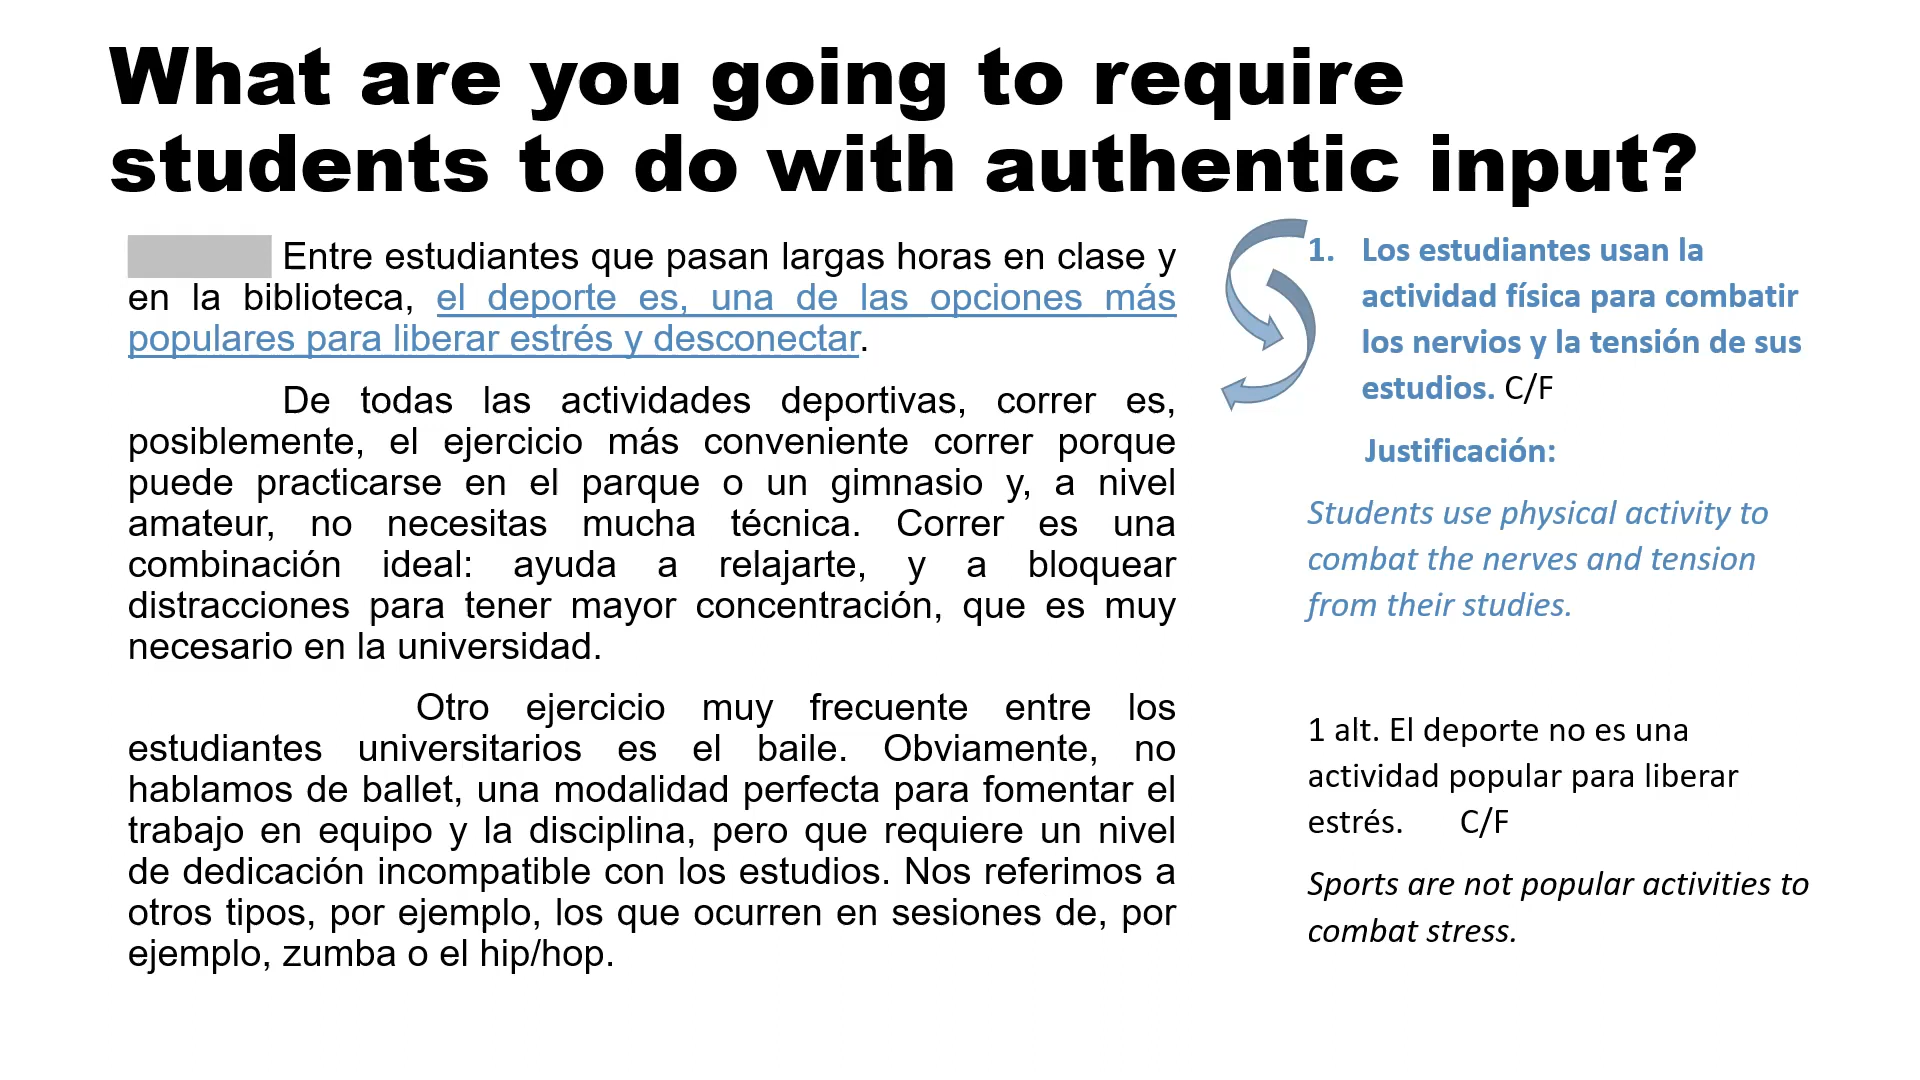 What are you going to require
students to do with authentic input?
Entre estudiantes que pasan largas horas en clase y
en la biblioteca, el deporte es, una de las opciones más
populares para liberar estrés y desconectar.
De todas las actividades deportivas, correr es,
posiblemente, el ejercicio más conveniente correr porque
puede practicarse en el parque o un gimnasio y, a nivel
amateur, no necesitas mucha técnica. Correr es una
combinación ideal: ayuda a relajarte, y a bloquear
distracciones para tener mayor concentración, que es muy
necesario en la universidad.
Otro ejercicio muy frecuente entre los
estudiantes universitarios es el baile. Obviamente, no
hablamos de ballet, una modalidad perfecta para fomentar el
trabajo en equipo y la disciplina, pero que requiere un nivel
de dedicación incompatible con los estudios. Nos referimos a
otros tipos, por ejemplo, los que ocurren en sesiones de, por
ejemplo, zumba o el hip/hop.
1. Los estudiantes usan la
actividad física para combatir
los nervios y la tensión de sus
estudios. C/F
Justificación:
Students use physical activity to
combat the nerves and tension
from their studies.
1 alt. El deporte no es una
actividad popular para liberar
estrés. C/F
Sports are not popular activities to
combat stress.